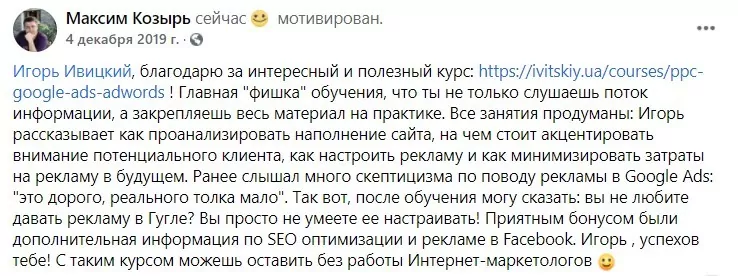 Максим Козырь сейчас 🙂 мотивирован.
4 декабря 2019 г. ·
Игорь Ивицкий, благодарю за интересный и полезный курс: https://ivitskiy.ua/courses/ppc-
google-ads-adwords ! Главная "фишка" обучения, что ты не только слушаешь поток
информации, а закрепляешь весь материал на практике. Все занятия продуманы: Игорь
рассказывает как проанализировать наполнение сайта, на чем стоит акцентировать
внимание потенциального клиента, как настроить рекламу и как минимизировать затраты
на рекламу в будущем. Ранее слышал много скептицизма по поводу рекламы в Google Ads:
"это дорого, реального толка мало". Так вот, после обучения могу сказать: вы не любите
давать рекламу в Гугле? Вы просто не умеете ее настраивать! Приятным бонусом были
дополнительная информация по SEO оптимизации и рекламе в Facebook. Игорь , успехов
тебе! С таким курсом можешь оставить без работы Интернет-маркетологов 😀